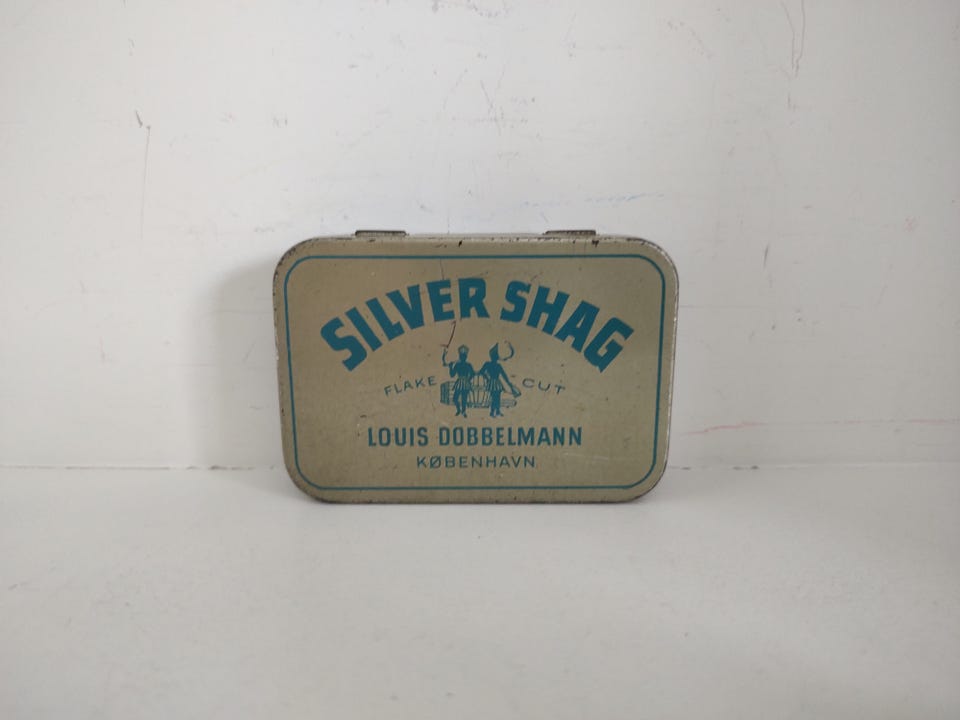 SILVER SHAG
FLAKE CUT
LOUIS DOBBELMANN
KØBENHAVN